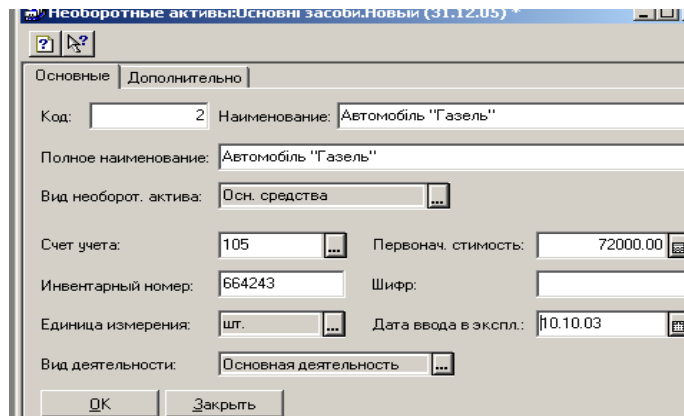 Необоротные активы:Основні засоби.Новый (31.12.05) *
Основные Дополнительно
Код: 2 Наименование: Автомобіль "Газель"
Полное наименование: Автомобіль "Газель"
Вид необорот. актива: Осн. средства ...
Счет учета: 105 ... Первонач. стимость: 72000.00
Инвентарный номер: 664243 Шифр:
Единица измерения: шт. ... Дата ввода в экспл.: 10.10.03
Вид деятельности: Основная деятельность ...
OK Закрыть